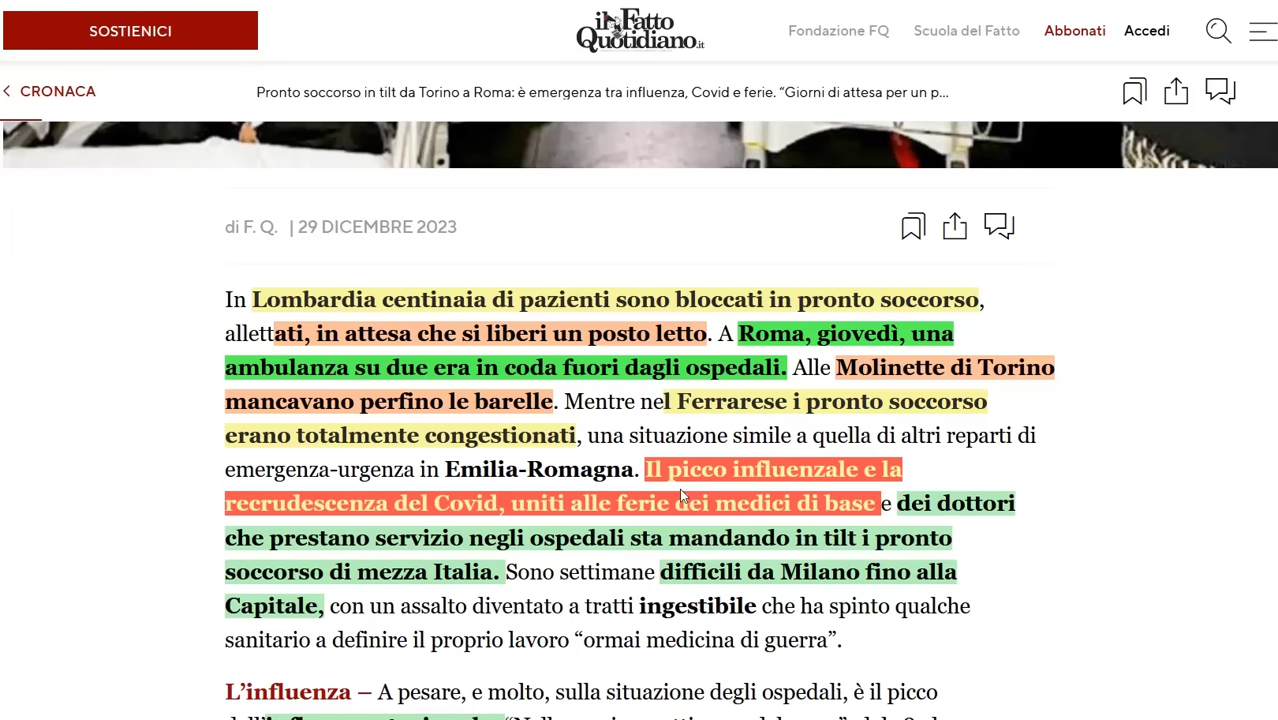 SOSTIENICI
il Fatto Quotidiano.it
Fondazione FQ
Scuola del Fatto
Abbonati
Accedi
CRONACA
Pronto soccorso in tilt da Torino a Roma: è emergenza tra influenza, Covid e ferie. “Giorni di attesa per un p...
di F. Q. | 29 DICEMBRE 2023
In Lombardia centinaia di pazienti sono bloccati in pronto soccorso,
allettati, in attesa che si liberi un posto letto. A Roma, giovedì, una
ambulanza su due era in coda fuori dagli ospedali. Alle Molinette di Torino
mancavano perfino le barelle. Mentre nel Ferrarese i pronto soccorso
erano totalmente congestionati, una situazione simile a quella di altri reparti di
emergenza-urgenza in Emilia-Romagna. Il picco influenzale e la
recrudescenza del Covid, uniti alle ferie dei medici di base e dei dottori
che prestano servizio negli ospedali sta mandando in tilt i pronto
soccorso di mezza Italia. Sono settimane difficili da Milano fino alla
Capitale, con un assalto diventato a tratti ingestibile che ha spinto qualche
sanitario a definire il proprio lavoro “ormai medicina di guerra”.
L’influenza – A pesare, e molto, sulla situazione degli ospedali, è il picco